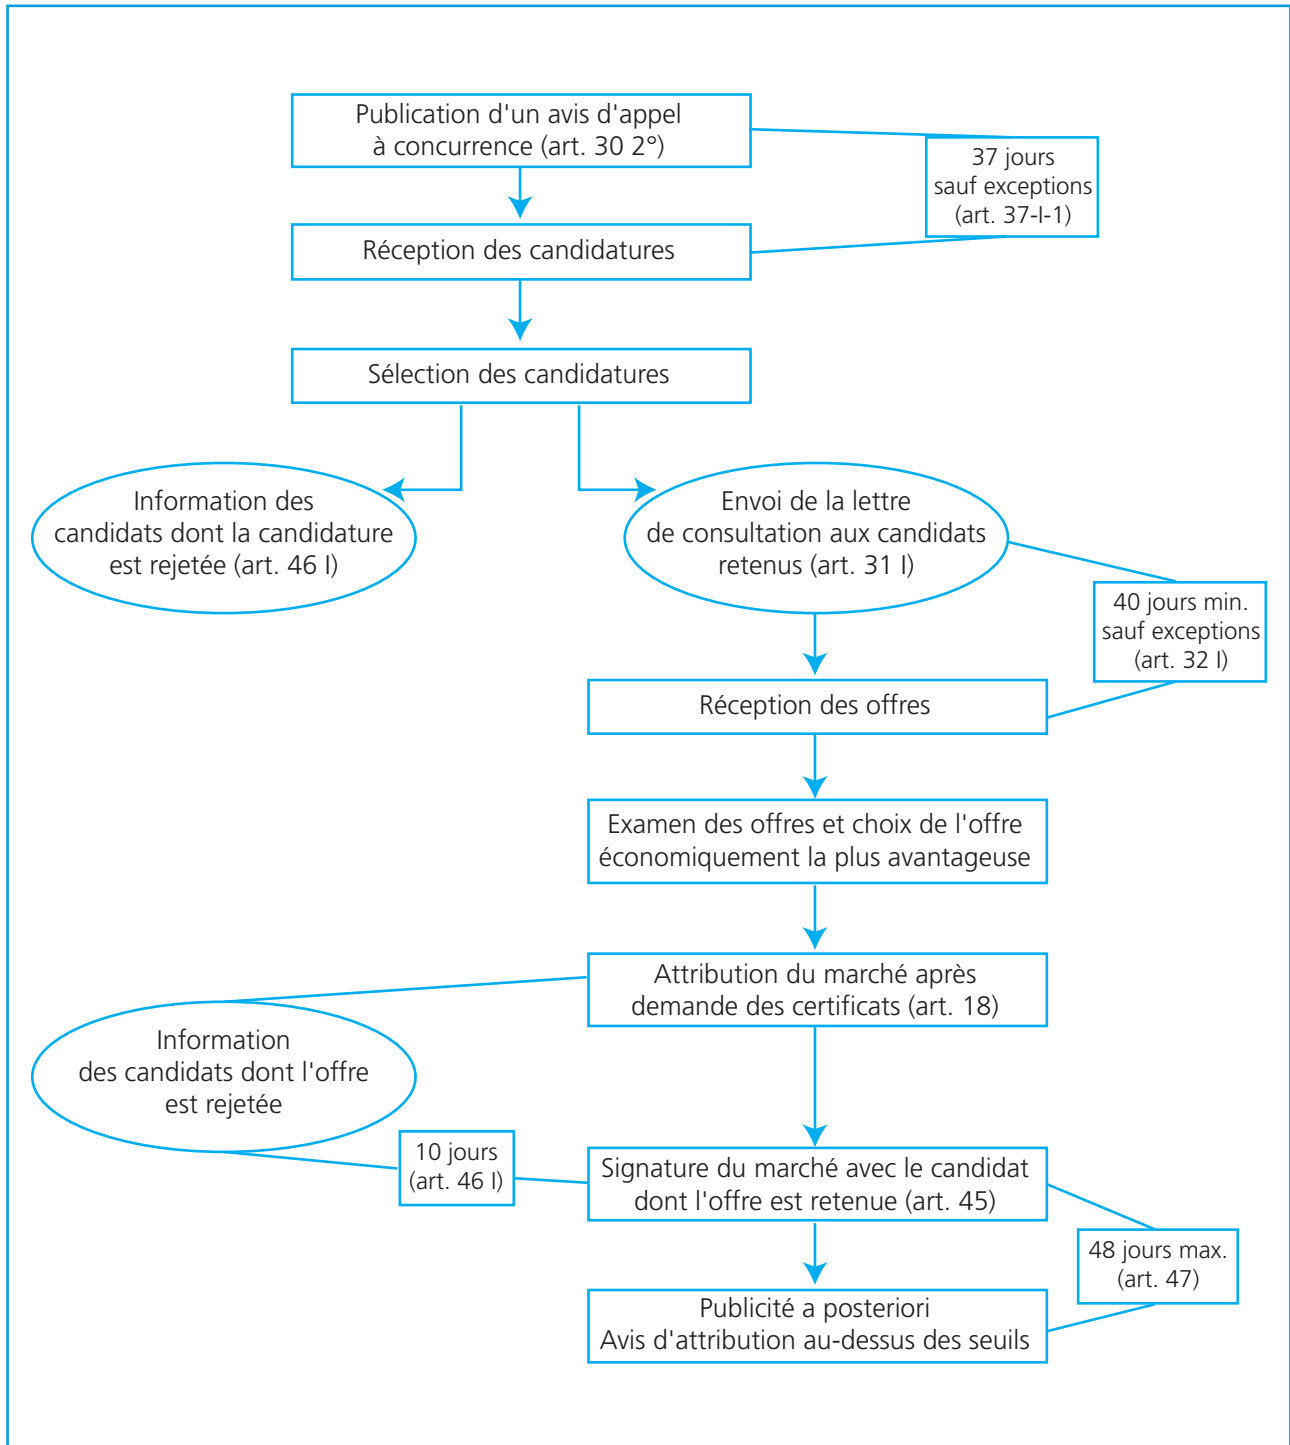 Publication d'un avis d'appel
à concurrence (art. 30 2°)
37 jours
sauf exceptions
(art. 37-I-1)
Réception des candidatures
Sélection des candidatures
Information des
candidats dont la candidature
est rejetée (art. 46 I)
Envoi de la lettre
de consultation aux candidats
retenus (art. 31 I)
40 jours min.
sauf exceptions
(art. 32 I)
Réception des offres
Examen des offres et choix de l'offre
économiquement la plus avantageuse
Attribution du marché après
demande des certificats (art. 18)
Information
des candidats dont l'offre
est rejetée
10 jours
(art. 46 I)
Signature du marché avec le candidat
dont l'offre est retenue (art. 45)
48 jours max.
(art. 47)
Publicité a posteriori
Avis d'attribution au-dessus des seuils